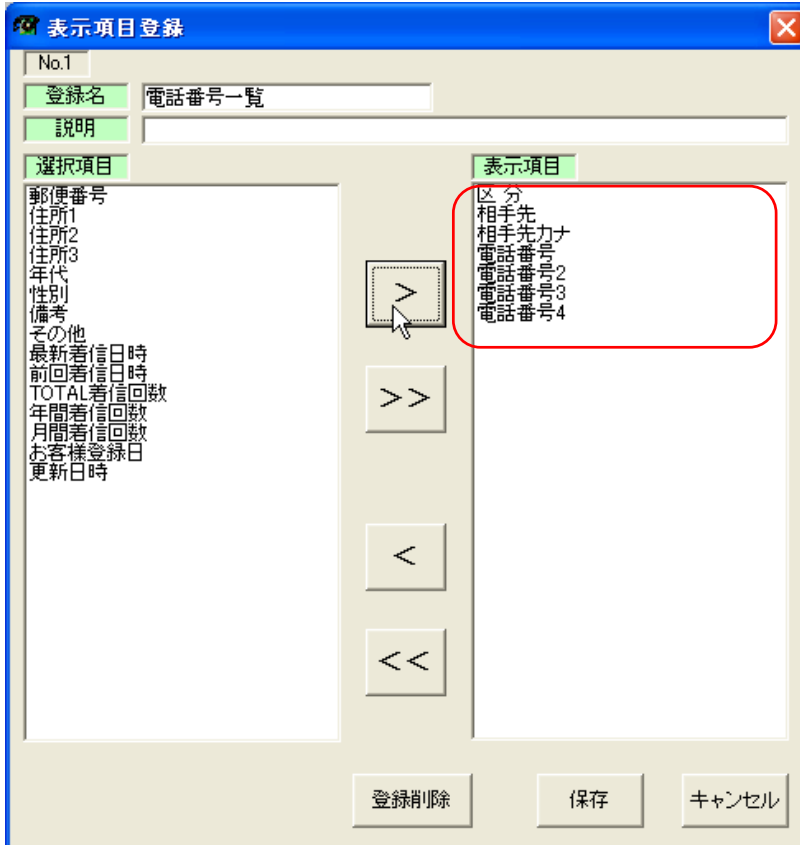 表示項目登録
No.1
登録名 電話番号一覧
説明
選択項目
郵便番号
住所1
住所2
住所3
年代
性別
備考
その他
最新着信日時
前回着信日時
TOTAL着信回数
年間着信回数
月間着信回数
お客様登録日
更新日時
>
>>
<
<<
表示項目
区 分
相手先
相手先カナ
電話番号
電話番号2
電話番号3
電話番号4
登録削除 保存 キャンセル